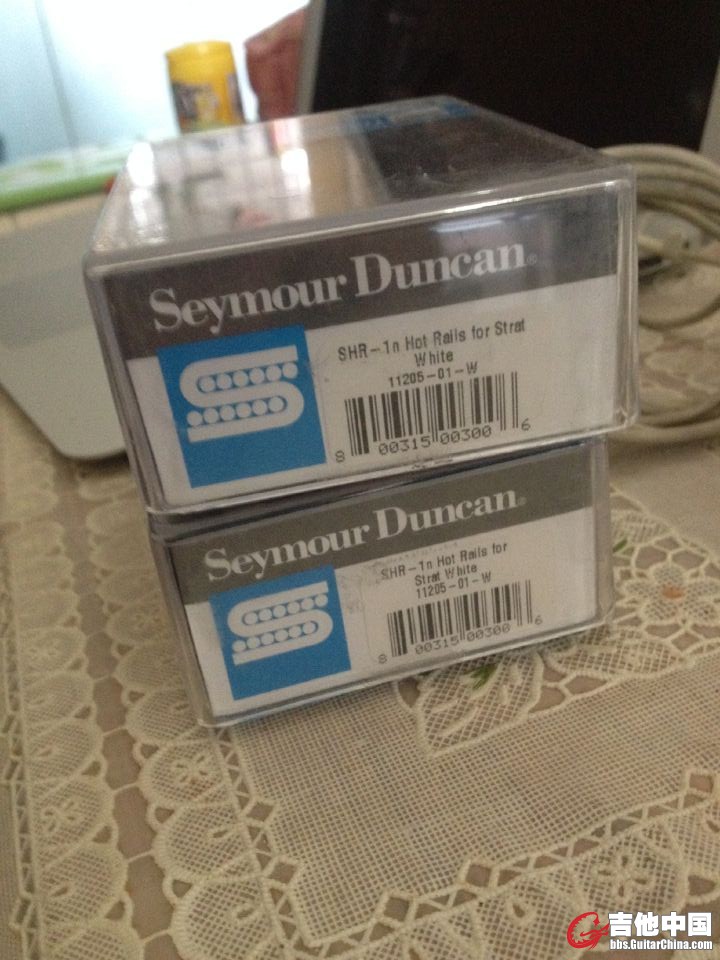 Seymour Duncan®
SHR-1n Hot Rails for Strat
White
11205-01-W
8 00315 00300 6
Seymour Duncan®
SHR-1n Hot Rails for
Strat White
11205-01-W
8 00315 00300 6
吉他中国
bbs.GuitarChina.com